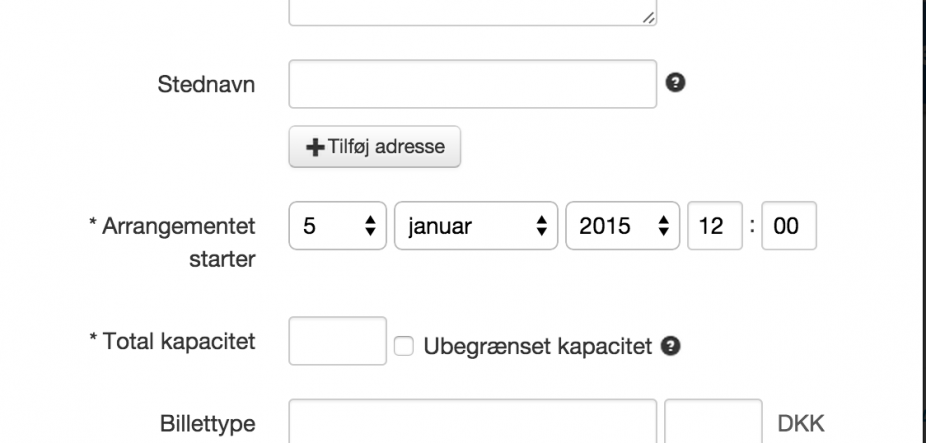 Stednavn ?
+Tilføj adresse
* Arrangementet 5 januar 2015 12 : 00
starter
* Total kapacitet Ubegrænset kapacitet ?
Billettype DKK